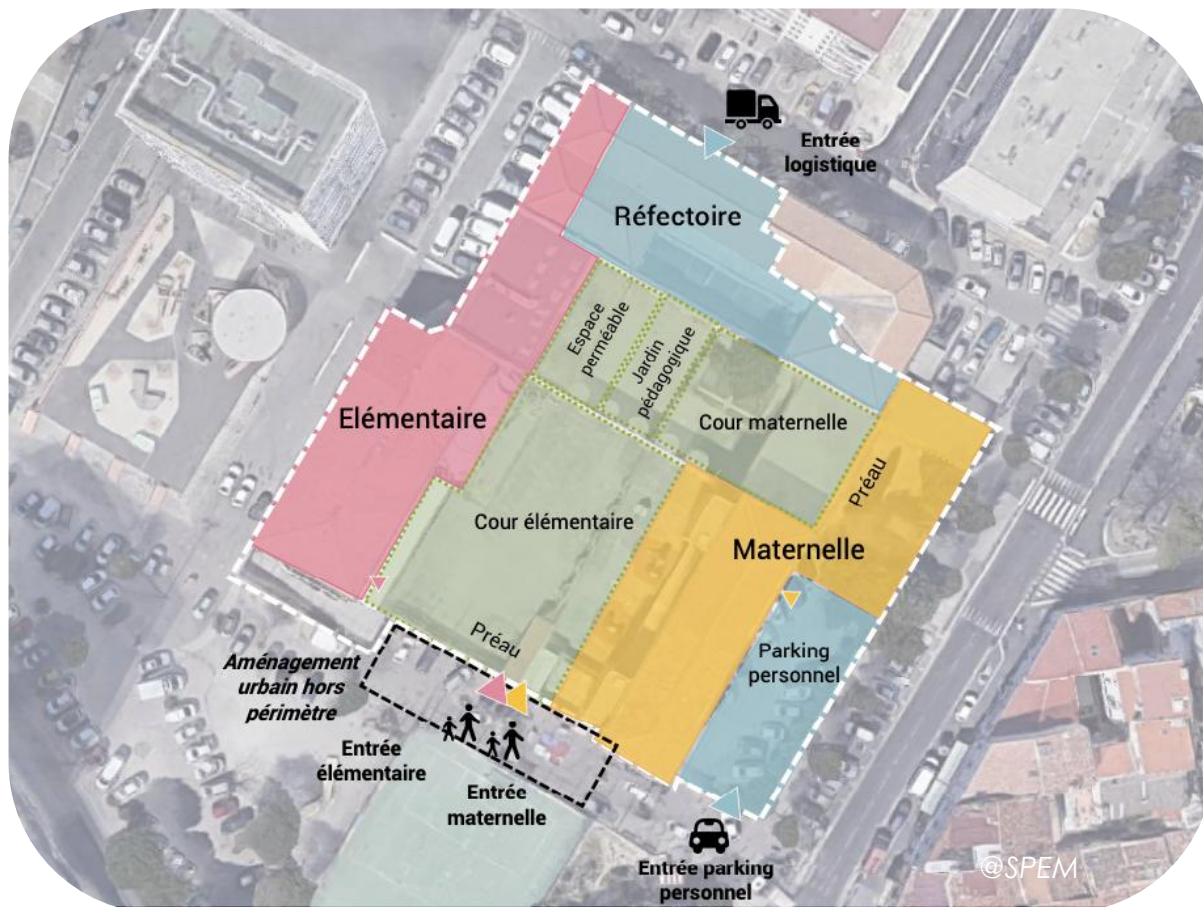 Entrée
logistique
Réfectoire
Espace
perméable
Jardin
pédagogique
Elémentaire
Cour maternelle
Préau
Cour élémentaire
Maternelle
Préau
Parking
personnel
Aménagement
urbain hors
périmètre
Entrée
élémentaire
Entrée
maternelle
Entrée parking
personnel
@SPEM